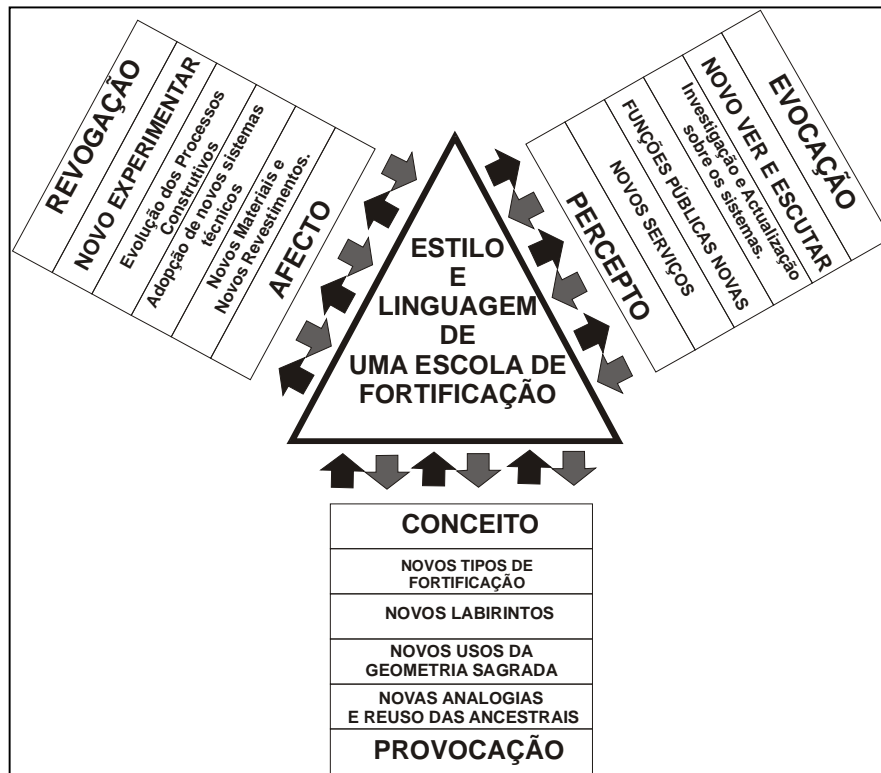 REVOGAÇÃO
NOVO EXPERIMENTAR
Evolução dos Processos
Construtivos
Adopção de novos sistemas
técnicos
Novos Materiais e
Novos Revestimentos.
AFECTO
EVOCAÇÃO
NOVO VER E ESCUTAR
Investigação e Actualização
sobre os sistemas.
FUNÇÕES PÚBLICAS NOVAS
NOVOS SERVIÇOS
PERCEPTO
ESTILO
E
LINGUAGEM
DE
UMA ESCOLA DE
FORTIFICAÇÃO
CONCEITO
NOVOS TIPOS DE
FORTIFICAÇÃO
NOVOS LABIRINTOS
NOVOS USOS DA
GEOMETRIA SAGRADA
NOVAS ANALOGIAS
E REUSO DAS ANCESTRAIS
PROVOCAÇÃO